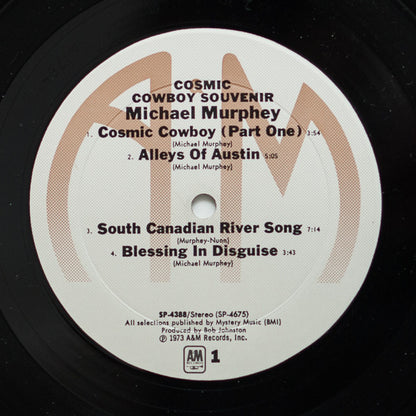 COSMIC
COWBOY SOUVENIR
Michael Murphey
1. Cosmic Cowboy (Part One) 3:54
(Michael Murphey)
2. Alleys Of Austin 5:05
(Michael Murphey)
3. South Canadian River Song 7:14
(Murphey-Nunn)
4. Blessing In Disguise 3:43
(Michael Murphey)
SP-4388/Stereo (SP-4675)
All selections published by Mystery Music (BMI)
Produced by Bob Johnston
℗ 1973 A&M Records, Inc.
A&M
RECORDS
1